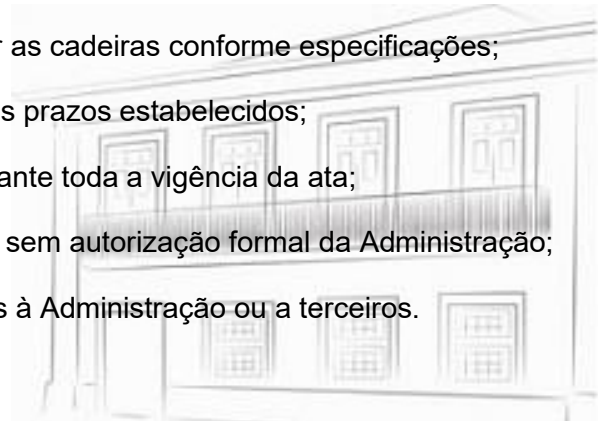 r as cadeiras conforme especificações;
s prazos estabelecidos;
ante toda a vigência da ata;
sem autorização formal da Administração;
s à Administração ou a terceiros.